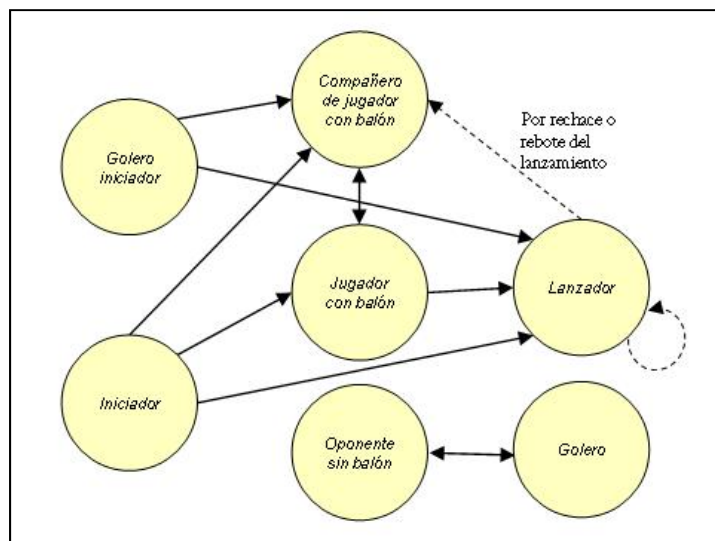 Compañero
de jugador
con balón
Golero
iniciador
Por rechace o
rebote del
lanzamiento
Jugador
con balón
Lanzador
Iniciador
Oponente
sin balón
Golero